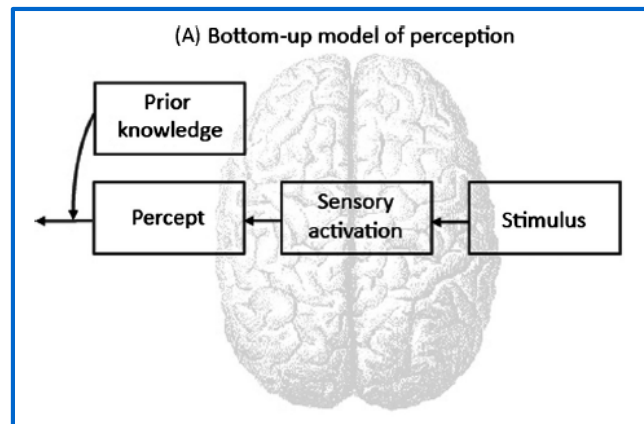 (A) Bottom-up model of perception
Prior
knowledge
Percept
Sensory
activation
Stimulus